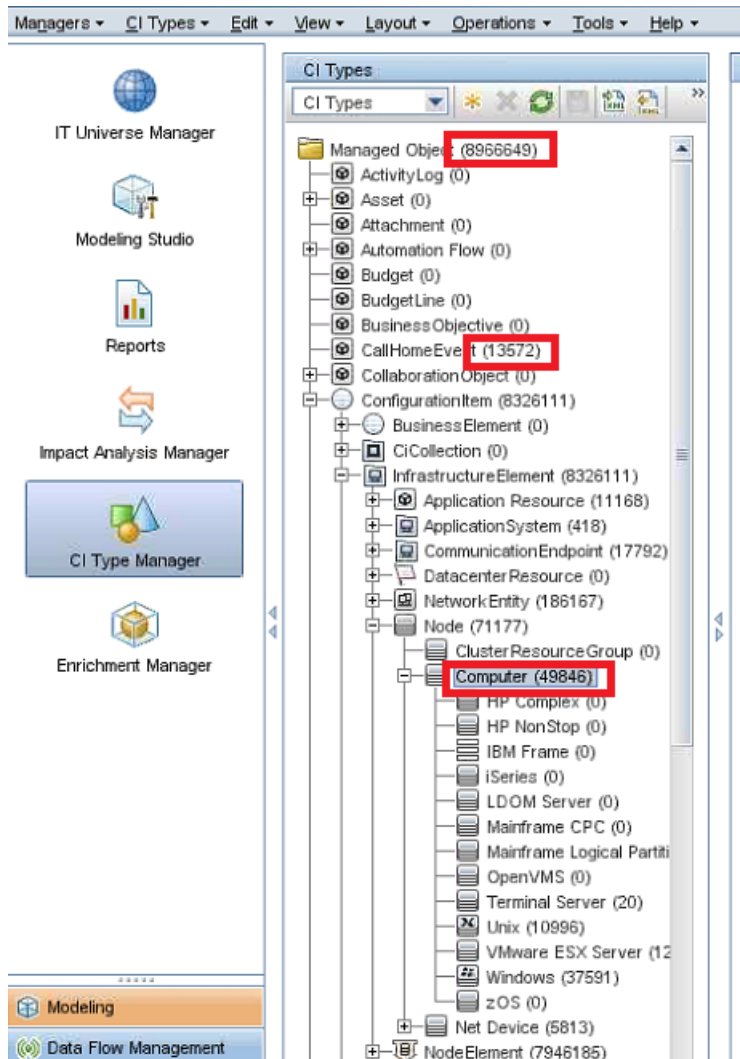 Managers CI Types Edit View Layout Operations Tools Help
IT Universe Manager
Modeling Studio
Reports
Impact Analysis Manager
CI Type Manager
Enrichment Manager
Modeling
Data Flow Management
CI Types
CI Types
XML XML
Managed Object (8966649)
ActivityLog (0)
Asset (0)
Attachment (0)
Automation Flow (0)
Budget (0)
BudgetLine (0)
BusinessObjective (0)
CallHomeEvent (13572)
CollaborationObject (0)
ConfigurationItem (8326111)
BusinessElement (0)
CiCollection (0)
InfrastructureElement (8326111)
Application Resource (11168)
ApplicationSystem (418)
CommunicationEndpoint (17792)
DatacenterResource (0)
NetworkEntity (186167)
Node (71177)
ClusterResourceGroup (0)
Computer (49846)
HP Complex (0)
HP NonStop (0)
IBM Frame (0)
iSeries (0)
LDOM Server (0)
Mainframe CPC (0)
Mainframe Logical Partiti
OpenVMS (0)
Terminal Server (20)
Unix (10996)
VMware ESX Server (12
Windows (37591)
zOS (0)
Net Device (5813)
NodeElement (7946185)